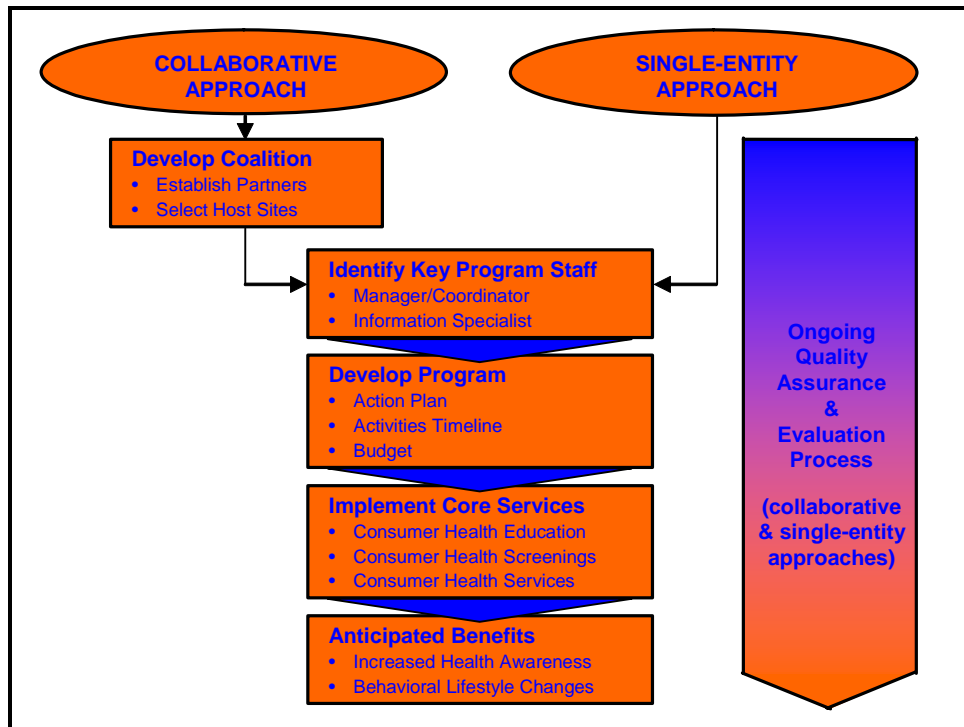 COLLABORATIVE
APPROACH
SINGLE-ENTITY
APPROACH
Develop Coalition
• Establish Partners
• Select Host Sites
Identify Key Program Staff
• Manager/Coordinator
• Information Specialist
Develop Program
• Action Plan
• Activities Timeline
• Budget
Implement Core Services
• Consumer Health Education
• Consumer Health Screenings
• Consumer Health Services
Anticipated Benefits
• Increased Health Awareness
• Behavioral Lifestyle Changes
Ongoing
Quality
Assurance
&
Evaluation
Process
(collaborative
& single-entity
approaches)